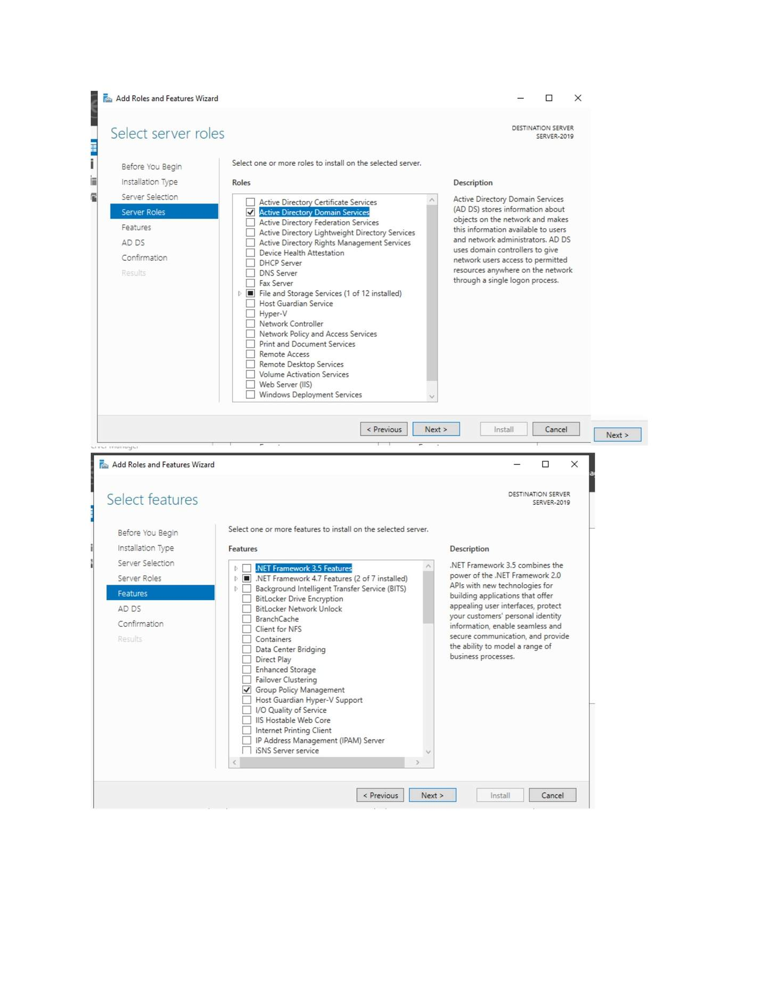 Add Roles and Features Wizard
Select server roles
DESTINATION SERVER
SERVER-2019
Before You Begin
Installation Type
Server Selection
Server Roles
Features
AD DS
Confirmation
Results
Select one or more roles to install on the selected server.
Roles
Active Directory Certificate Services
Active Directory Domain Services
Active Directory Federation Services
Active Directory Lightweight Directory Services
Active Directory Rights Management Services
Device Health Attestation
DHCP Server
DNS Server
Fax Server
File and Storage Services (1 of 12 installed)
Host Guardian Service
Hyper-V
Network Controller
Network Policy and Access Services
Print and Document Services
Remote Access
Remote Desktop Services
Volume Activation Services
Web Server (IIS)
Windows Deployment Services
Description
Active Directory Domain Services
(AD DS) stores information about
objects on the network and makes
this information available to users
and network administrators. AD DS
uses domain controllers to give
network users access to permitted
resources anywhere on the network
through a single logon process.
< Previous
Next >
Install
Cancel
Next >
Add Roles and Features Wizard
Select features
DESTINATION SERVER
SERVER-2019
Before You Begin
Installation Type
Server Selection
Server Roles
Features
AD DS
Confirmation
Results
Select one or more features to install on the selected server.
Features
.NET Framework 3.5 Features
.NET Framework 4.7 Features (2 of 7 installed)
Background Intelligent Transfer Service (BITS)
BitLocker Drive Encryption
BitLocker Network Unlock
BranchCache
Client for NFS
Containers
Data Center Bridging
Direct Play
Enhanced Storage
Failover Clustering
Group Policy Management
Host Guardian Hyper-V Support
I/O Quality of Service
IIS Hostable Web Core
Internet Printing Client
IP Address Management (IPAM) Server
iSNS Server service
Description
.NET Framework 3.5 combines the
power of the .NET Framework 2.0
APIs with new technologies for
building applications that offer
appealing user interfaces, protect
your customers' personal identity
information, enable seamless and
secure communication, and provide
the ability to model a range of
business processes.
< Previous
Next >
Install
Cancel